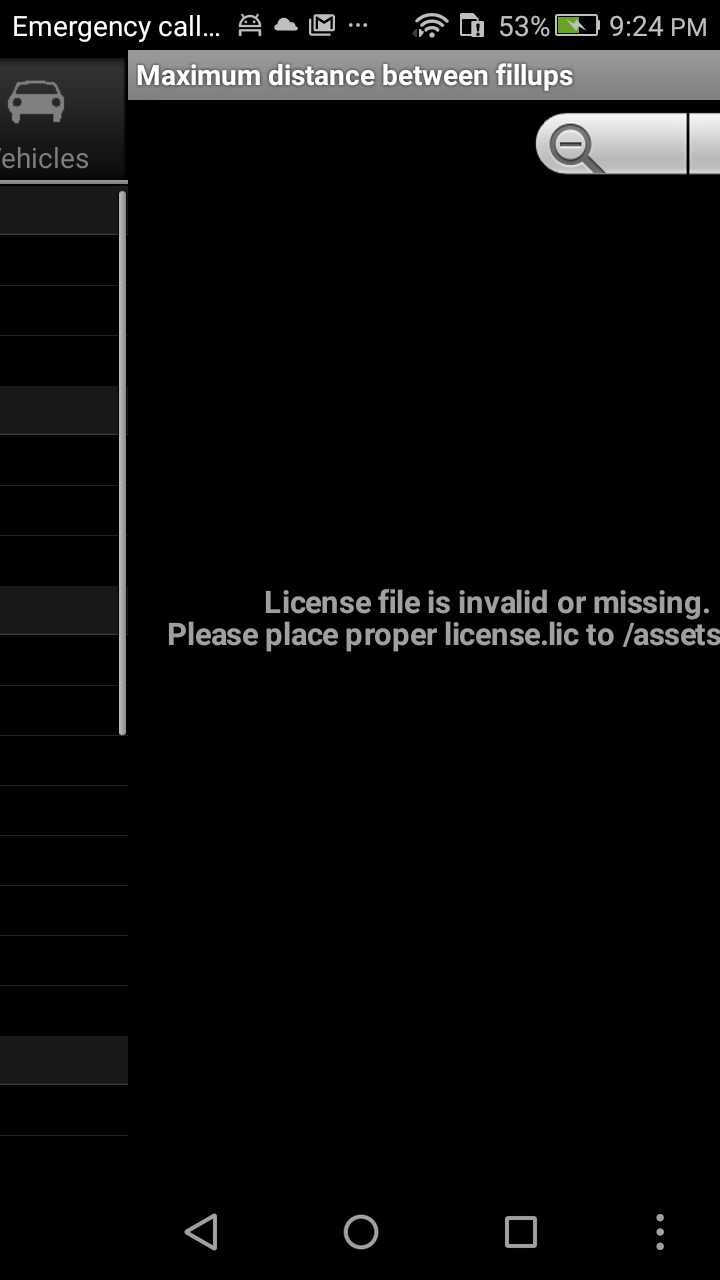 Emergency call... 53% 9:24 PM
Maximum distance between fillups
ehicles
License file is invalid or missing.
Please place proper license.lic to /assets